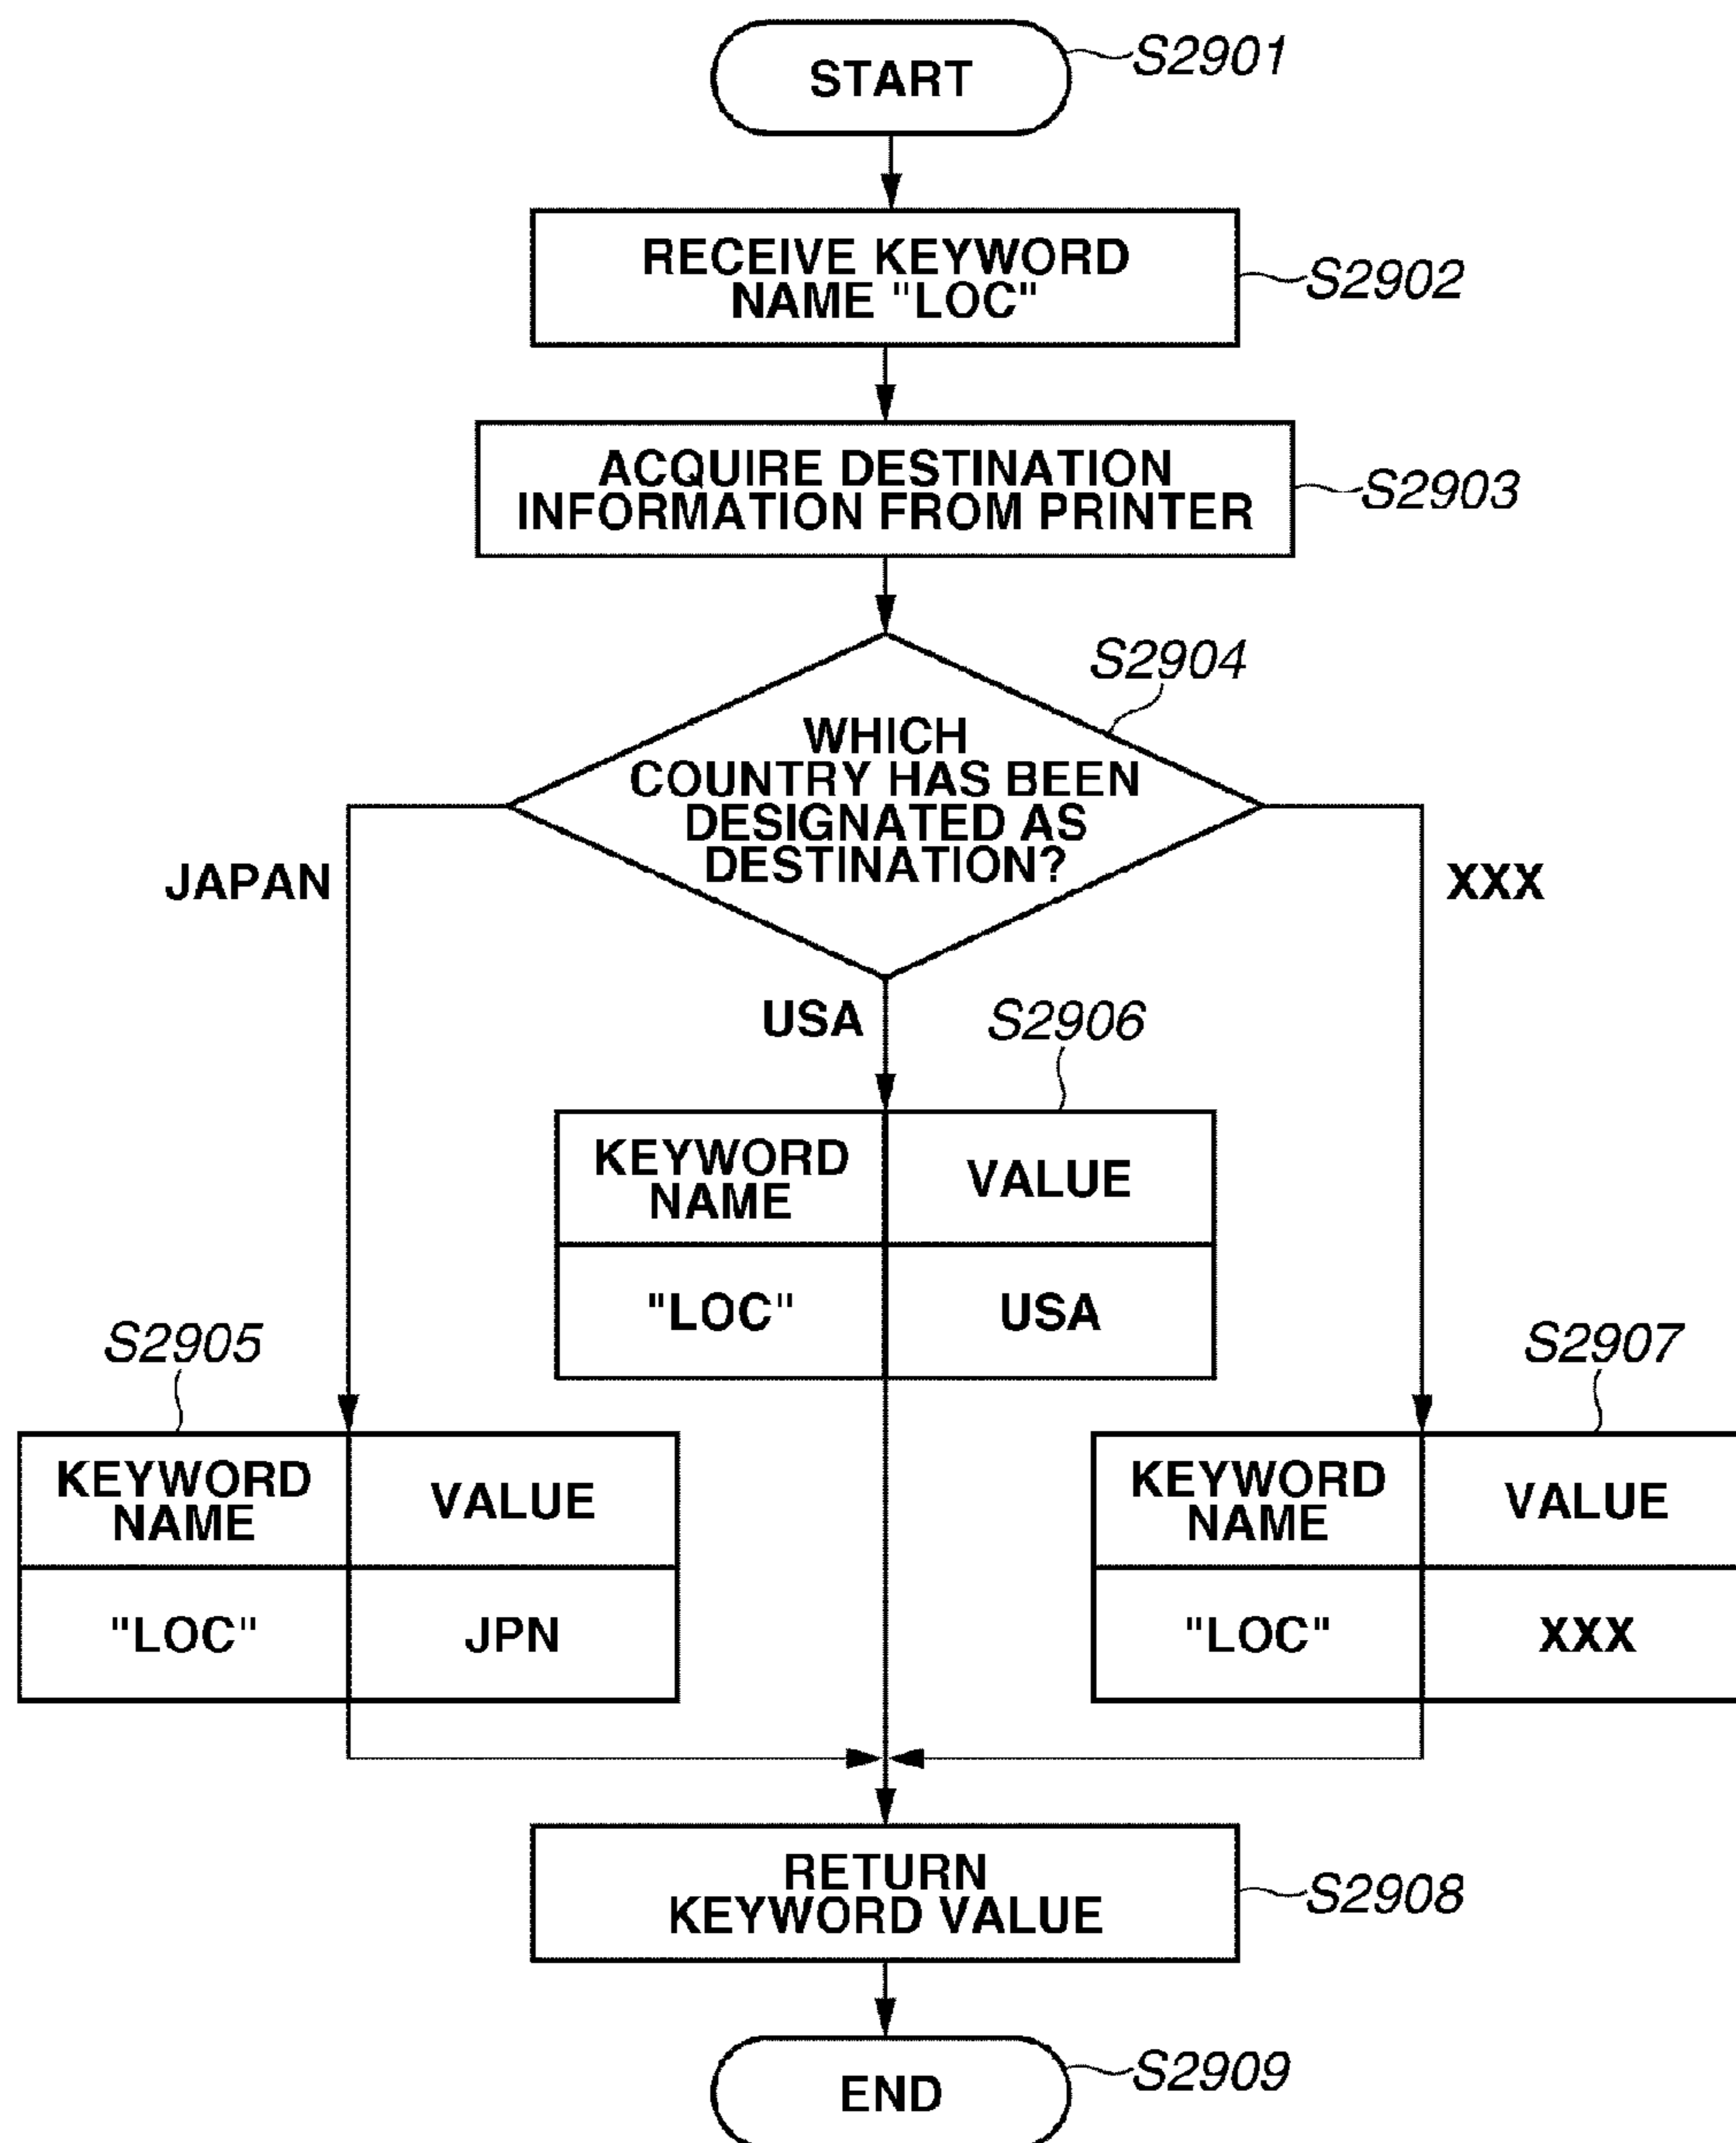 START
S2901
RECEIVE KEYWORD
NAME "LOC"
S2902
ACQUIRE DESTINATION
INFORMATION FROM PRINTER
S2903
S2904
WHICH
COUNTRY HAS BEEN
DESIGNATED AS
DESTINATION?
JAPAN
XXX
USA
S2906
KEYWORD
NAME
VALUE
"LOC"
USA
S2905
KEYWORD
NAME
VALUE
"LOC"
JPN
S2907
KEYWORD
NAME
VALUE
"LOC"
XXX
RETURN
KEYWORD VALUE
S2908
END
S2909